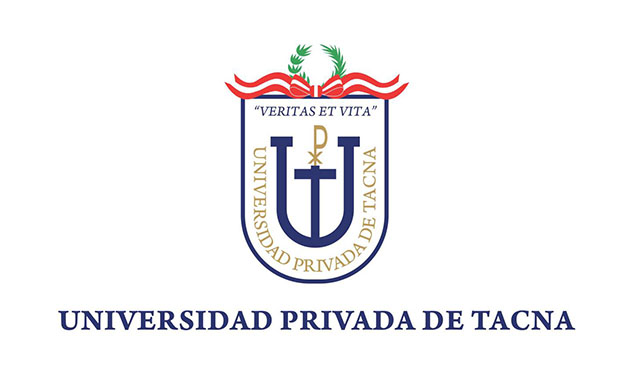 “VERITAS ET VITA”
UNIVERSIDAD PRIVADA DE TACNA
UNIVERSIDAD PRIVADA DE TACNA